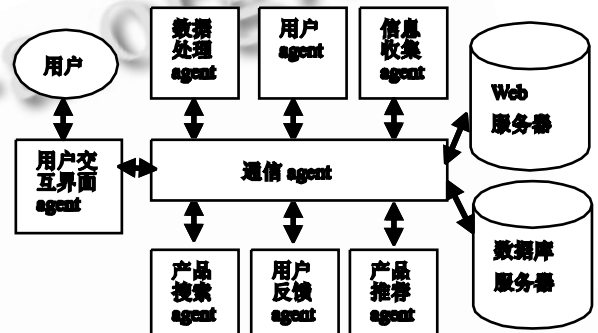 数据
处理
agent
用户
agent
信息
收集
agent
用户
Web
服务器
用户交
互界面
agent
通信 agent
数据库
服务器
产品
搜索
agent
用户
反馈
agent
产品
推荐
agent